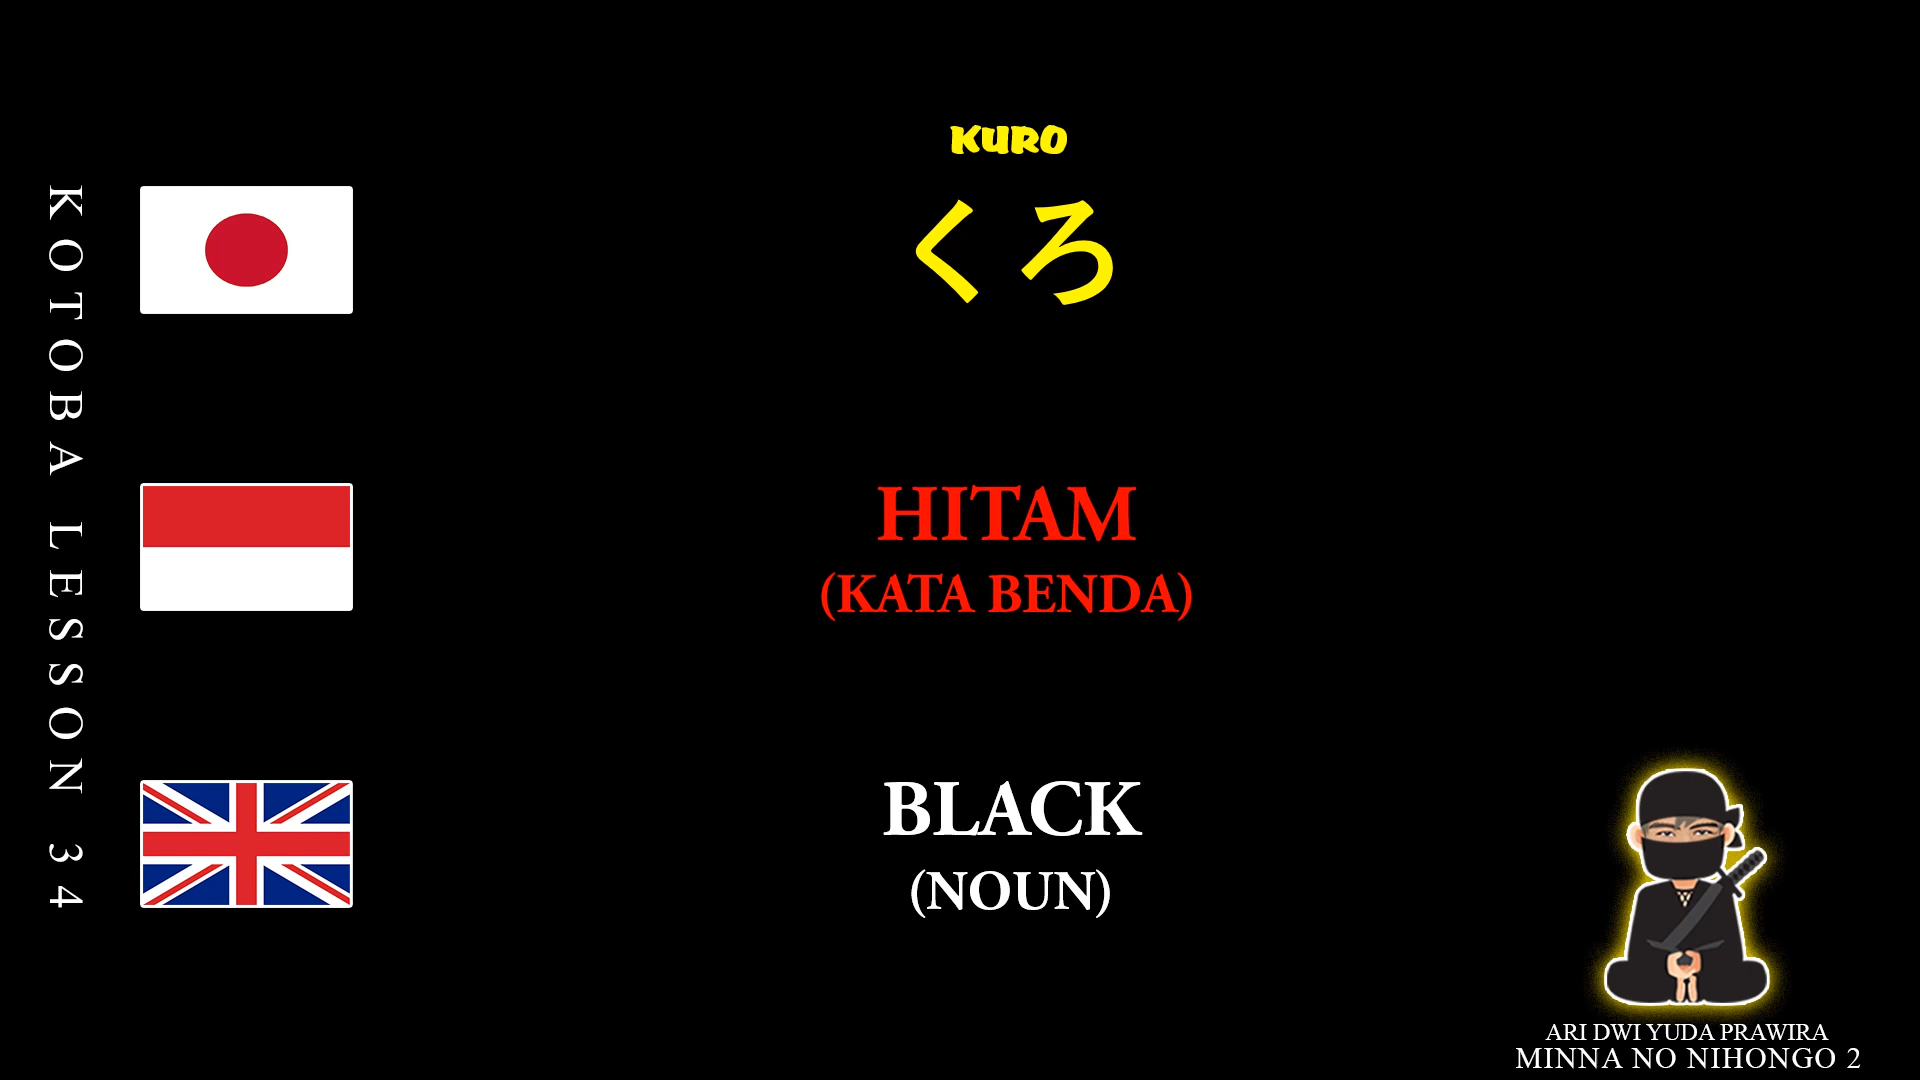 KOTOBA LESSON 34
KURO
くろ
HITAM
(KATA BENDA)
BLACK
(NOUN)
ARI DWI YUDA PRAWIRA
MINNA NO NIHONGO 2